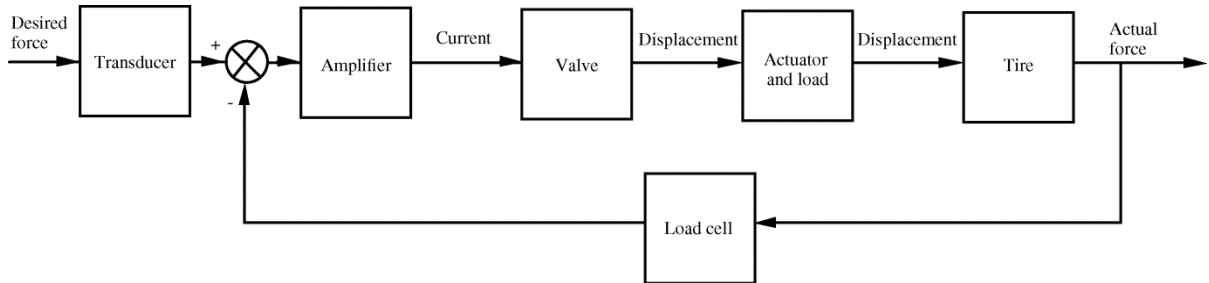 Desired
force
Transducer
+
-
Amplifier
Current
Valve
Displacement
Actuator
and load
Displacement
Tire
Actual
force
Load cell